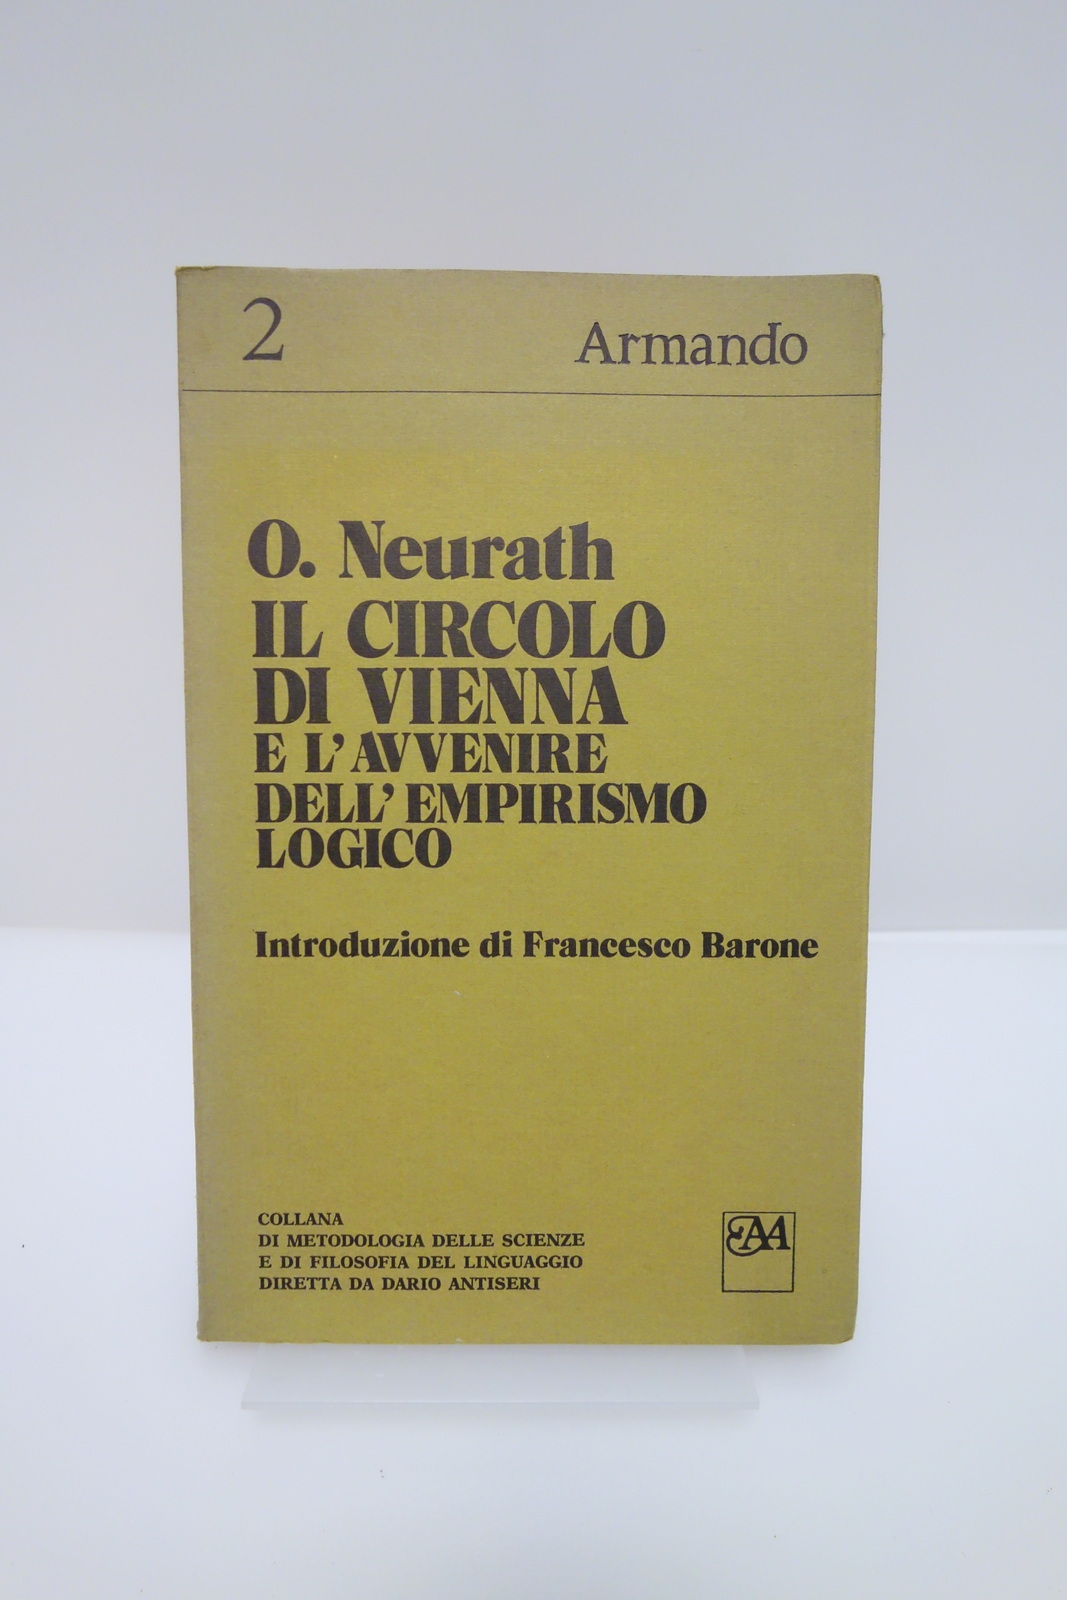 2 Armando
O. Neurath
IL CIRCOLO
DI VIENNA
E L'AVVENIRE
DELL'EMPIRISMO
LOGICO
Introduzione di Francesco Barone
COLLANA
DI METODOLOGIA DELLE SCIENZE
E DI FILOSOFIA DEL LINGUAGGIO
DIRETTA DA DARIO ANTISERI
AA